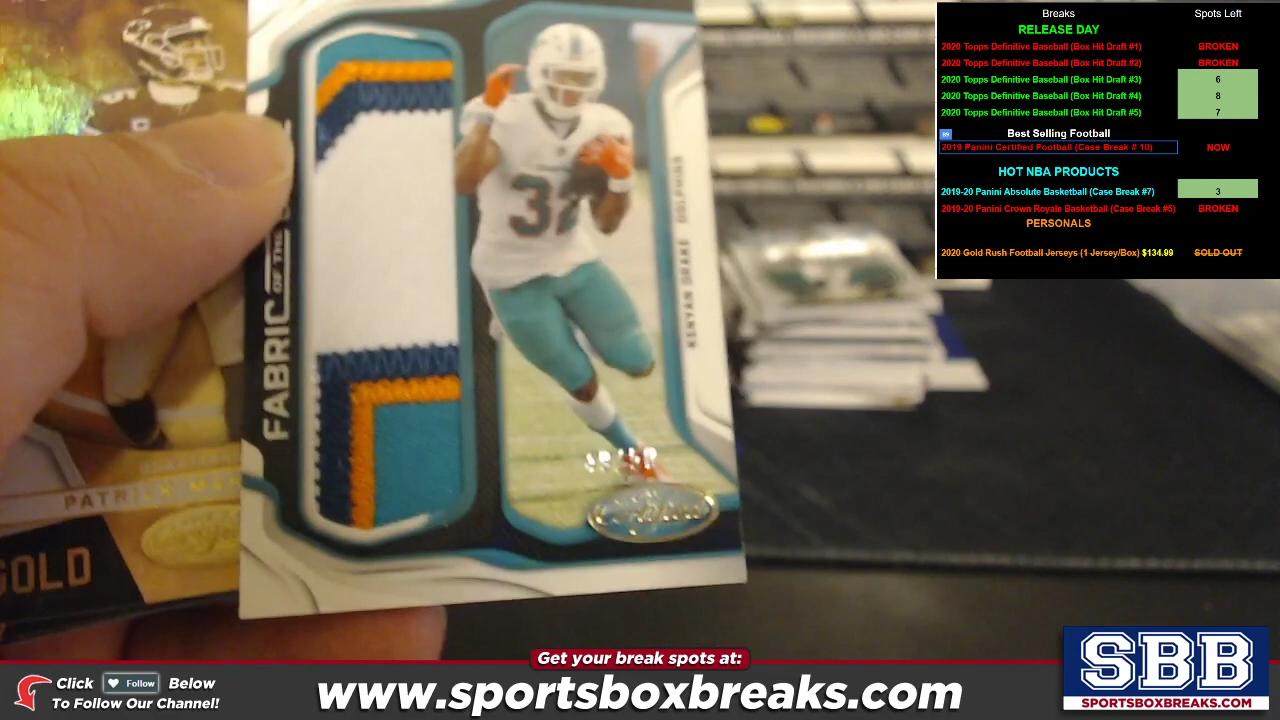 Breaks Spots Left
RELEASE DAY
2020 Topps Definitive Baseball (Box Hit Draft #1) BROKEN
2020 Topps Definitive Baseball (Box Hit Draft #2) BROKEN
2020 Topps Definitive Baseball (Box Hit Draft #3) 6
2020 Topps Definitive Baseball (Box Hit Draft #4) 8
2020 Topps Definitive Baseball (Box Hit Draft #5) 7
89 Best Selling Football
2019 Panini Certified Football (Case Break # 10) NOW
HOT NBA PRODUCTS
2019-20 Panini Absolute Basketball (Case Break #7) 3
2019-20 Panini Crown Royale Basketball (Case Break #5) BROKEN
PERSONALS
2020 Gold Rush Football Jerseys (1 Jersey/Box) $134.99 SOLD OUT
FABRIC OF THE
32
KENYAN DRAKE DOLPHINS
Certified
PATRICK
GOLD
Get your break spots at:
www.sportsboxbreaks.com
Click Follow Below
To Follow Our Channel!
SBB
SPORTSBOXBREAKS.COM